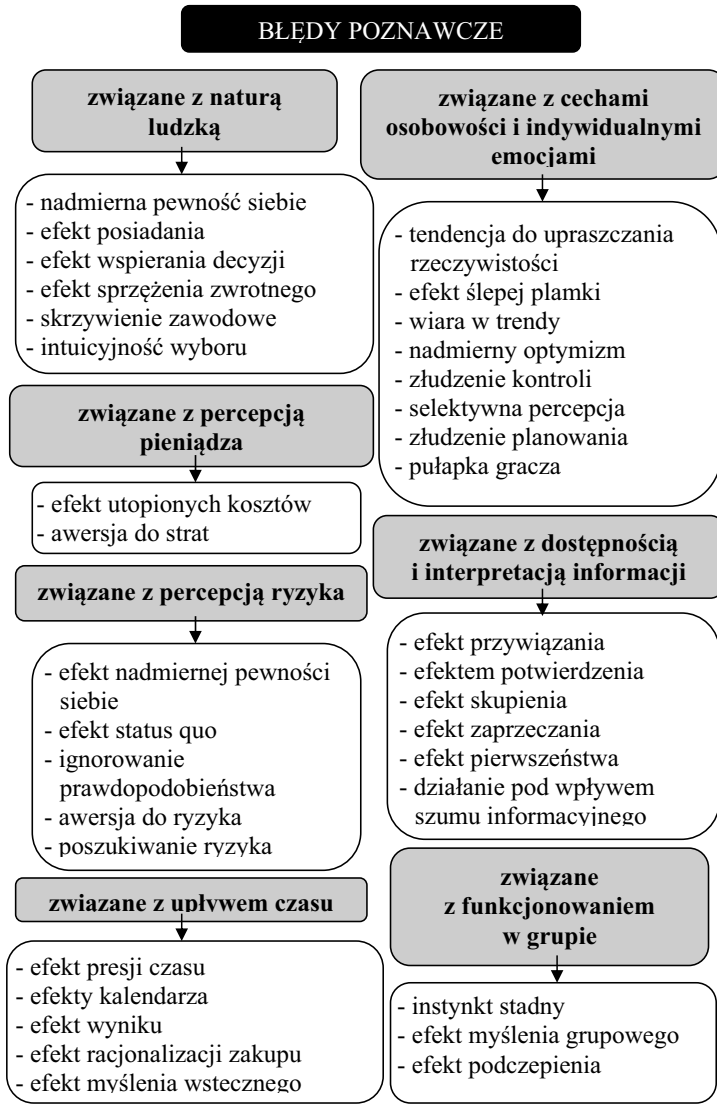 BŁĘDY POZNAWCZE
związane z naturą
ludzką
- nadmierna pewność siebie
- efekt posiadania
- efekt wspierania decyzji
- efekt sprzężenia zwrotnego
- skrzywienie zawodowe
- intuicyjność wyboru
związane z percepcją
pieniądza
- efekt utopionych kosztów
- awersja do strat
związane z percepcją ryzyka
- efekt nadmiernej pewności
siebie
- efekt status quo
- ignorowanie
prawdopodobieństwa
- awersja do ryzyka
- poszukiwanie ryzyka
związane z upływem czasu
- efekt presji czasu
- efekty kalendarza
- efekt wyniku
- efekt racjonalizacji zakupu
- efekt myślenia wstecznego
związane z cechami
osobowości i indywidualnymi
emocjami
- tendencja do upraszczania
rzeczywistości
- efekt ślepej plamki
- wiara w trendy
- nadmierny optymizm
- złudzenie kontroli
- selektywna percepcja
- złudzenie planowania
- pułapka gracza
związane z dostępnością
i interpretacją informacji
- efekt przywiązania
- efektem potwierdzenia
- efekt skupienia
- efekt zaprzeczania
- efekt pierwszeństwa
- działanie pod wpływem
szumu informacyjnego
związane
z funkcjonowaniem
w grupie
- instynkt stadny
- efekt myślenia grupowego
- efekt podczepienia